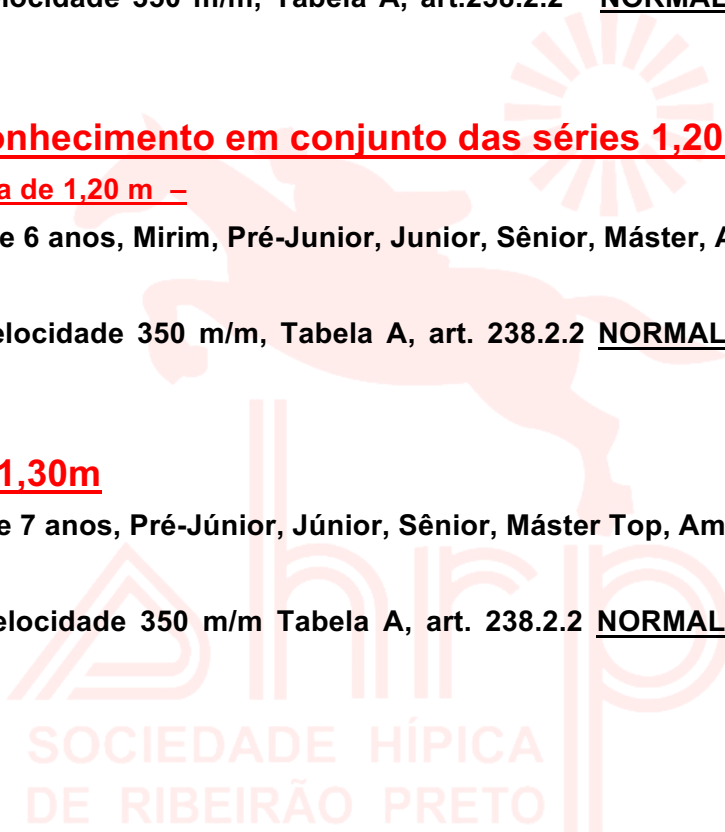 locidade 350 m/m, Tabela A, art.238.2.2 NORMAL
onhecimento em conjunto das séries 1,20
a de 1,20 m –
e 6 anos, Mirim, Pré-Junior, Junior, Sênior, Máster, A
elocidade 350 m/m, Tabela A, art. 238.2.2 NORMAL
1,30m
e 7 anos, Pré-Júnior, Júnior, Sênior, Máster Top, Am
elocidade 350 m/m Tabela A, art. 238.2.2 NORMAL
hrp
SOCIEDADE HÍPICA
DE RIBEIRÃO PRETO